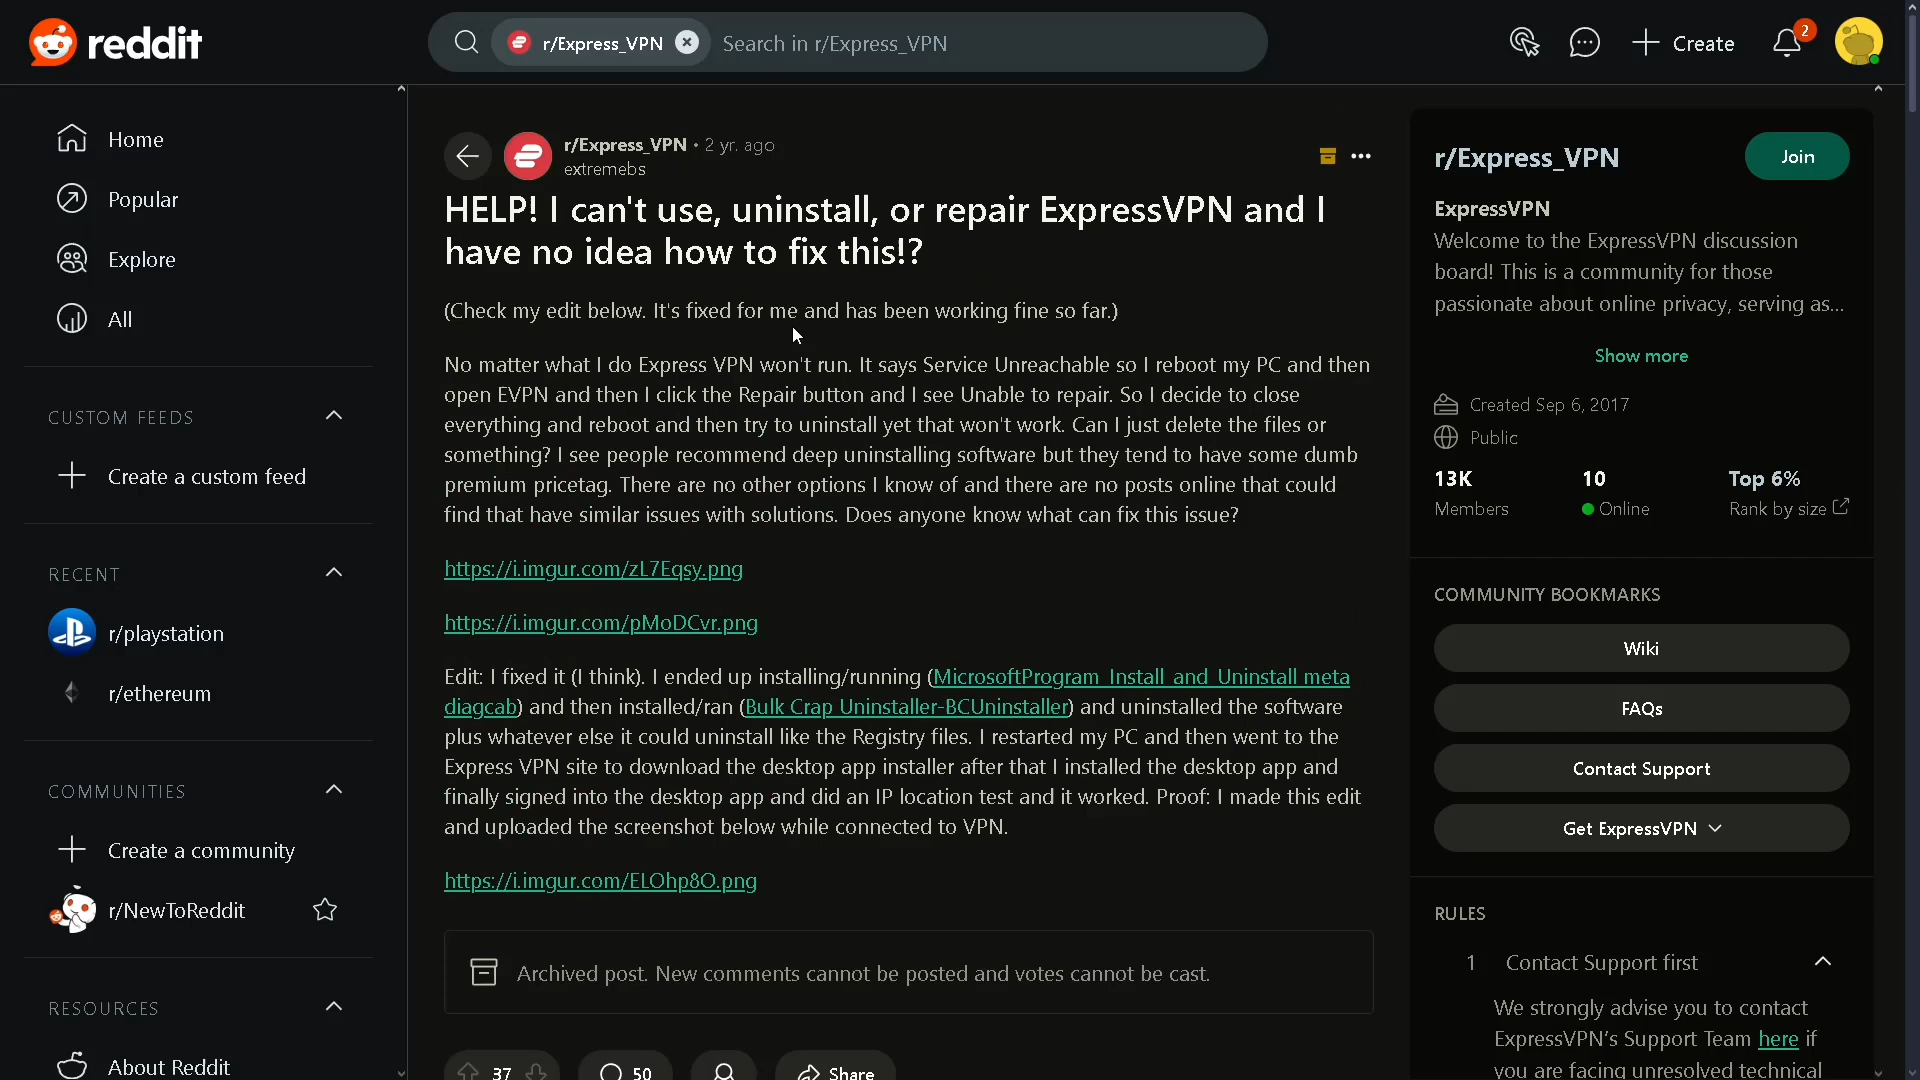 reddit
r/Express_VPN
Search in r/Express_VPN
Create
2
Home
Popular
Explore
All
CUSTOM FEEDS
Create a custom feed
RECENT
r/playstation
r/ethereum
COMMUNITIES
Create a community
r/NewToReddit
RESOURCES
About Reddit
r/Express_VPN • 2 yr. ago
extremebs
HELP! I can't use, uninstall, or repair ExpressVPN and I
have no idea how to fix this!?
(Check my edit below. It's fixed for me and has been working fine so far.)
No matter what I do Express VPN won't run. It says Service Unreachable so I reboot my PC and then
open EVPN and then I click the Repair button and I see Unable to repair. So I decide to close
everything and reboot and then try to uninstall yet that won't work. Can I just delete the files or
something? I see people recommend deep uninstalling software but they tend to have some dumb
premium pricetag. There are no other options I know of and there are no posts online that could
find that have similar issues with solutions. Does anyone know what can fix this issue?
https://i.imgur.com/zL7Eqsy.png
https://i.imgur.com/pMoDCvr.png
Edit: I fixed it (I think). I ended up installing/running (MicrosoftProgram_Install_and_Uninstall meta
diagcab) and then installed/ran (Bulk Crap Uninstaller-BCUninstaller) and uninstalled the software
plus whatever else it could uninstall like the Registry files. I restarted my PC and then went to the
Express VPN site to download the desktop app installer after that I installed the desktop app and
finally signed into the desktop app and did an IP location test and it worked. Proof: I made this edit
and uploaded the screenshot below while connected to VPN.
https://i.imgur.com/ELOhp8O.png
Archived post. New comments cannot be posted and votes cannot be cast.
37
50
Share
r/Express_VPN
Join
ExpressVPN
Welcome to the ExpressVPN discussion
board! This is a community for those
passionate about online privacy, serving as...
Show more
Created Sep 6, 2017
Public
13K
Members
10
Online
Top 6%
Rank by size
COMMUNITY BOOKMARKS
Wiki
FAQs
Contact Support
Get ExpressVPN
RULES
1 Contact Support first
We strongly advise you to contact
ExpressVPN's Support Team here if
you are facing unresolved technical